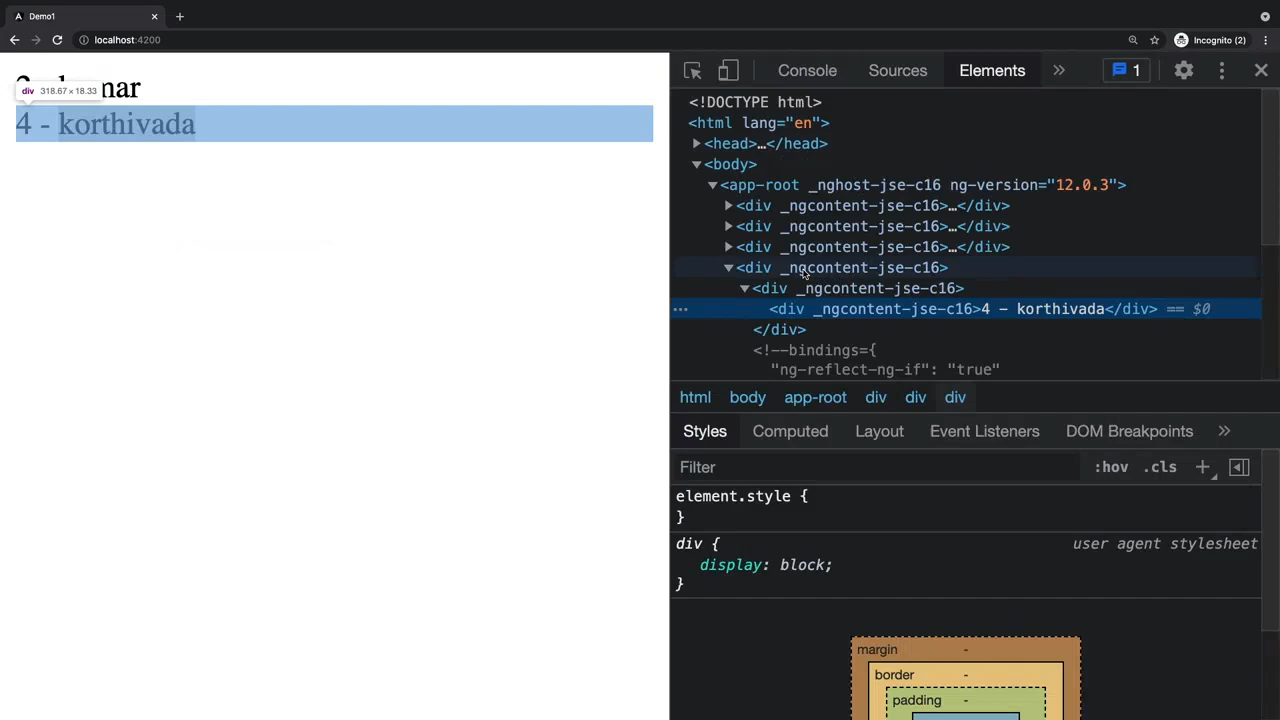 Demo1
localhost:4200
Incognito (2)
mar
div 318.67 × 18.33
4 - korthivada
Console Sources Elements 1
<!DOCTYPE html>
<html lang="en">
<head>…</head>
<body>
<app-root _nghost-jse-c16 ng-version="12.0.3">
<div _ngcontent-jse-c16>…</div>
<div _ngcontent-jse-c16>…</div>
<div _ngcontent-jse-c16>…</div>
<div _ngcontent-jse-c16>
<div _ngcontent-jse-c16>
<div _ngcontent-jse-c16>4 - korthivada</div> == $0
</div>
<!--bindings={
"ng-reflect-ng-if": "true"
html body app-root div div div
Styles Computed Layout Event Listeners DOM Breakpoints
Filter :hov .cls
element.style {
}
div { user agent stylesheet
display: block;
}
margin -
border -
padding -